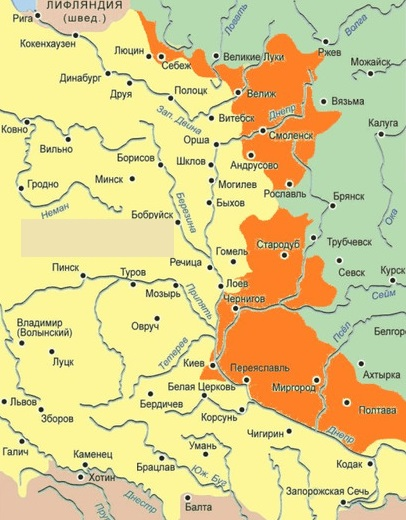 ЛИФЛЯНДИЯ
(швед.)
Рига
Кокенхаузен
Ловать
Волга
Люцин
Себеж
Великие Луки
Ржев
Можайск
Динабург
Друя
Полоцк
Велиж
Вязьма
Зап. Двина
Витебск
Днепр
Ковно
Вильно
Орша
Смоленск
Калуга
Борисов
Шклов
Андрусово
Минск
Могилев
Рославль
Гродно
Неман
Березина
Быхов
Брянск
Ока
Бобруйск
Гомель
Стародуб
Трубчевск
Речица
Севск
Пинск
Туров
Мозырь
Припять
Лоев
Курск
Чернигов
Сейм
Овруч
Владимир
(Волынский)
Псёл
Белгоро
Луцк
Тетерев
Киев
Переяславль
Ахтырка
Белая Церковь
Миргород
Львов
Зборов
Бердичев
Корсунь
Полтава
Чигирин
Днепр
Галич
Каменец
Умань
Хотин
Брацлав
Юж. Буг
Кодак
Днестр
Балта
Запорожская Сечь